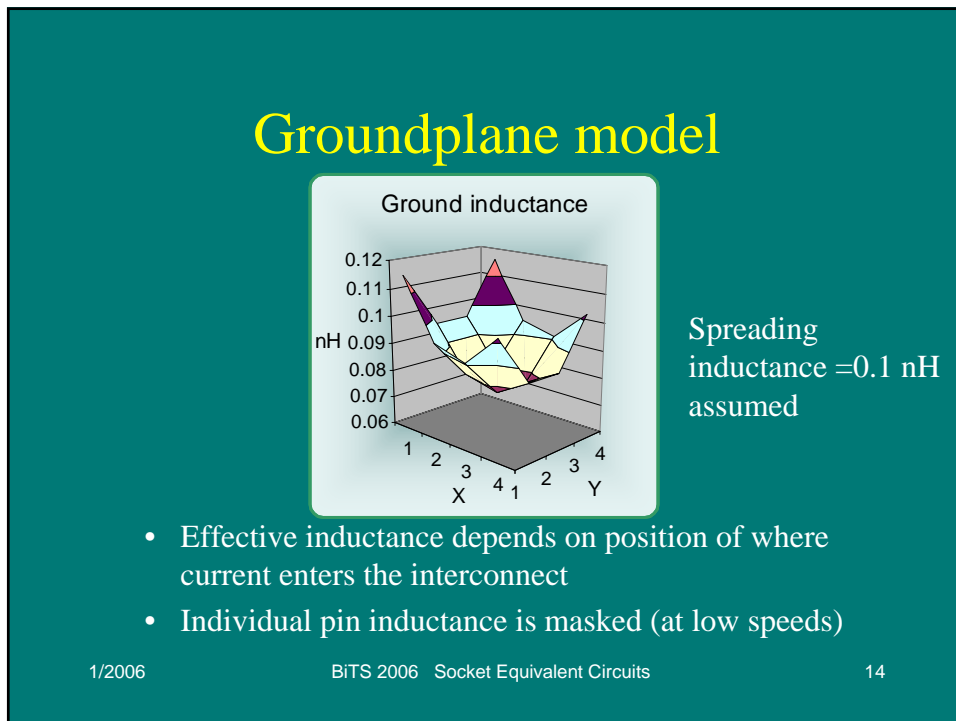 Groundplane model
Ground inductance
0.12
0.11
0.1
nH 0.09
0.08
0.07
0.06
1 2 3 4
X
1 2 3 4
Y
Spreading
inductance =0.1 nH
assumed
• Effective inductance depends on position of where
current enters the interconnect
• Individual pin inductance is masked (at low speeds)
1/2006 BiTS 2006 Socket Equivalent Circuits 14